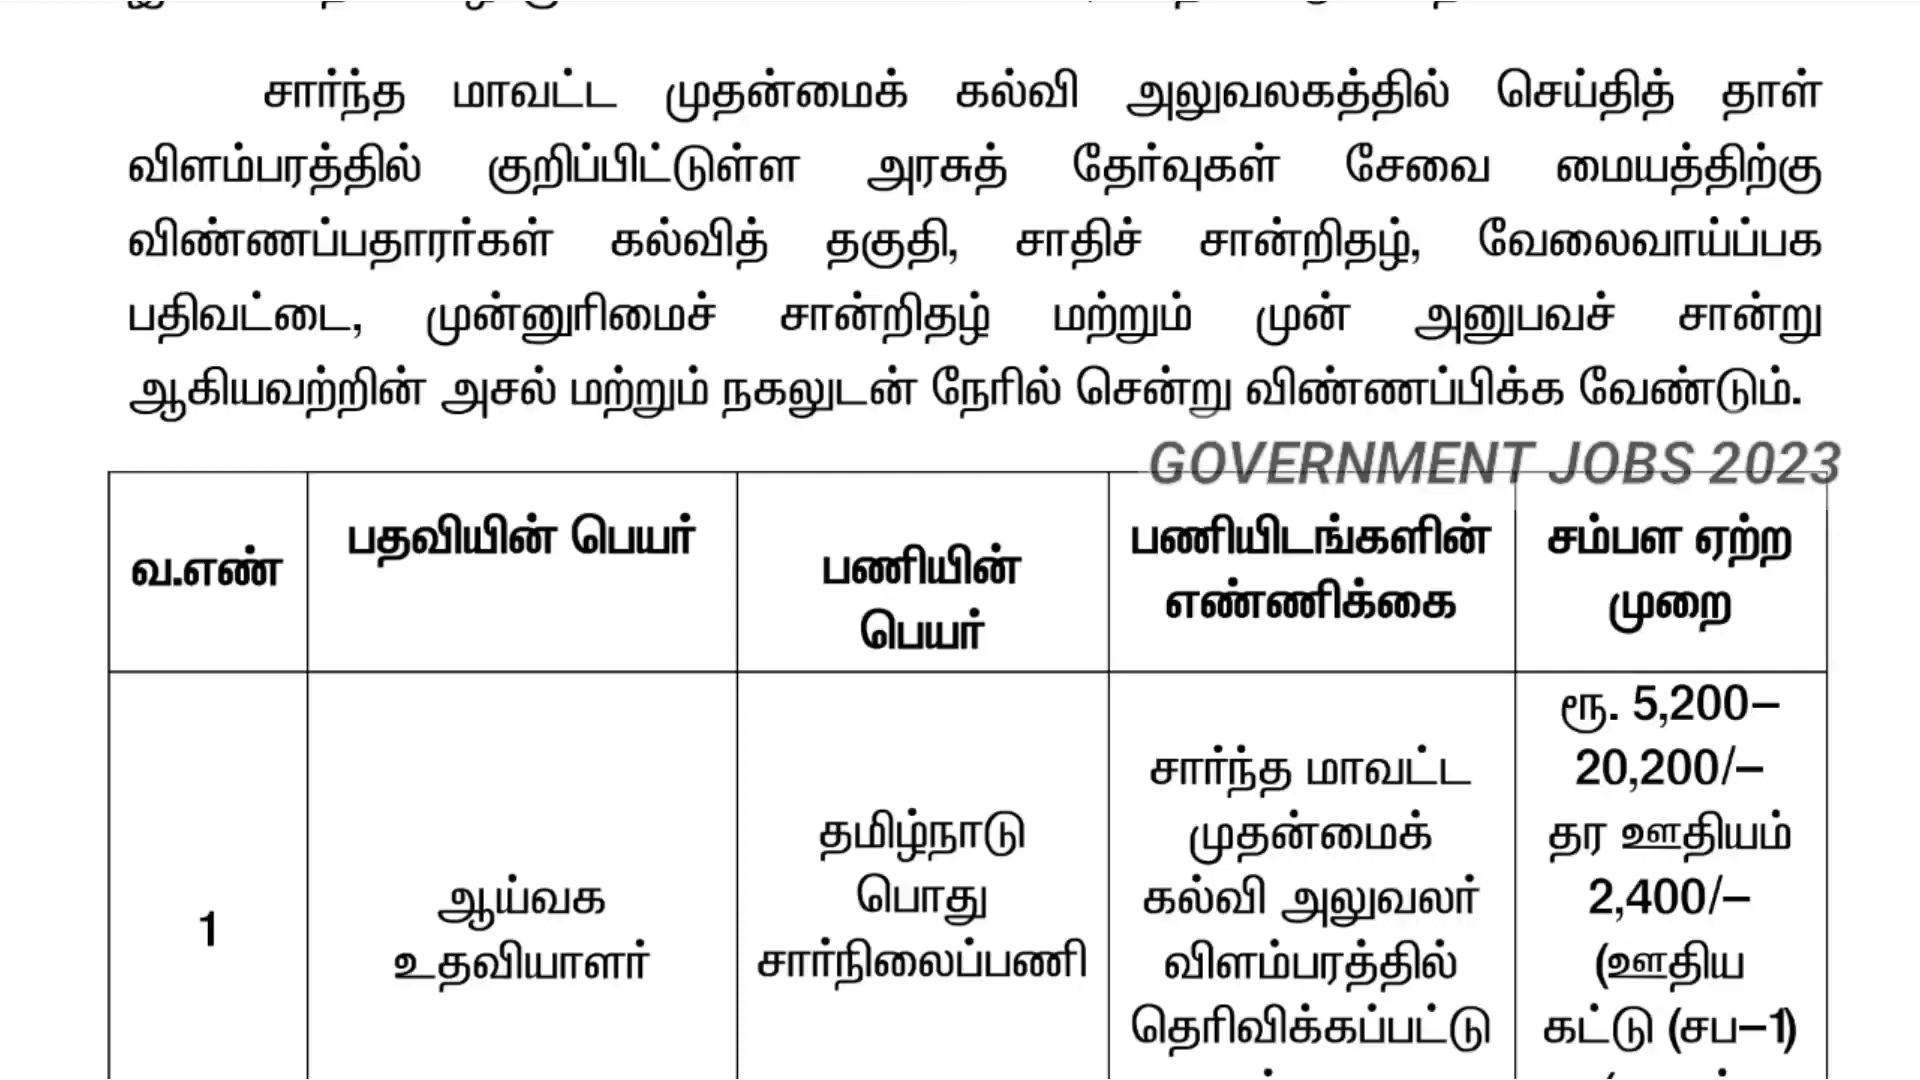 சார்ந்த மாவட்ட முதன்மைக் கல்வி அலுவலகத்தில் செய்தித் தாள்
விளம்பரத்தில் குறிப்பிட்டுள்ள அரசுத் தேர்வுகள் சேவை மையத்திற்கு
விண்ணப்பதாரர்கள் கல்வித் தகுதி, சாதிச் சான்றிதழ், வேலைவாய்ப்பக
பதிவட்டை, முன்னுரிமைச் சான்றிதழ் மற்றும் முன் அனுபவச் சான்று
ஆகியவற்றின் அசல் மற்றும் நகலுடன் நேரில் சென்று விண்ணப்பிக்க வேண்டும்.
GOVERNMENT JOBS 2023
வ.எண்
பதவியின் பெயர்
பணியின்
பெயர்
பணியிடங்களின்
எண்ணிக்கை
சம்பள ஏற்ற
முறை
1
ஆய்வக
உதவியாளர்
தமிழ்நாடு
பொது
சார்நிலைப்பணி
சார்ந்த மாவட்ட
முதன்மைக்
கல்வி அலுவலர்
விளம்பரத்தில்
தெரிவிக்கப்பட்டு
ரூ. 5,200–
20,200/–
தர ஊதியம்
2,400/–
(ஊதிய
கட்டு (சப–1)